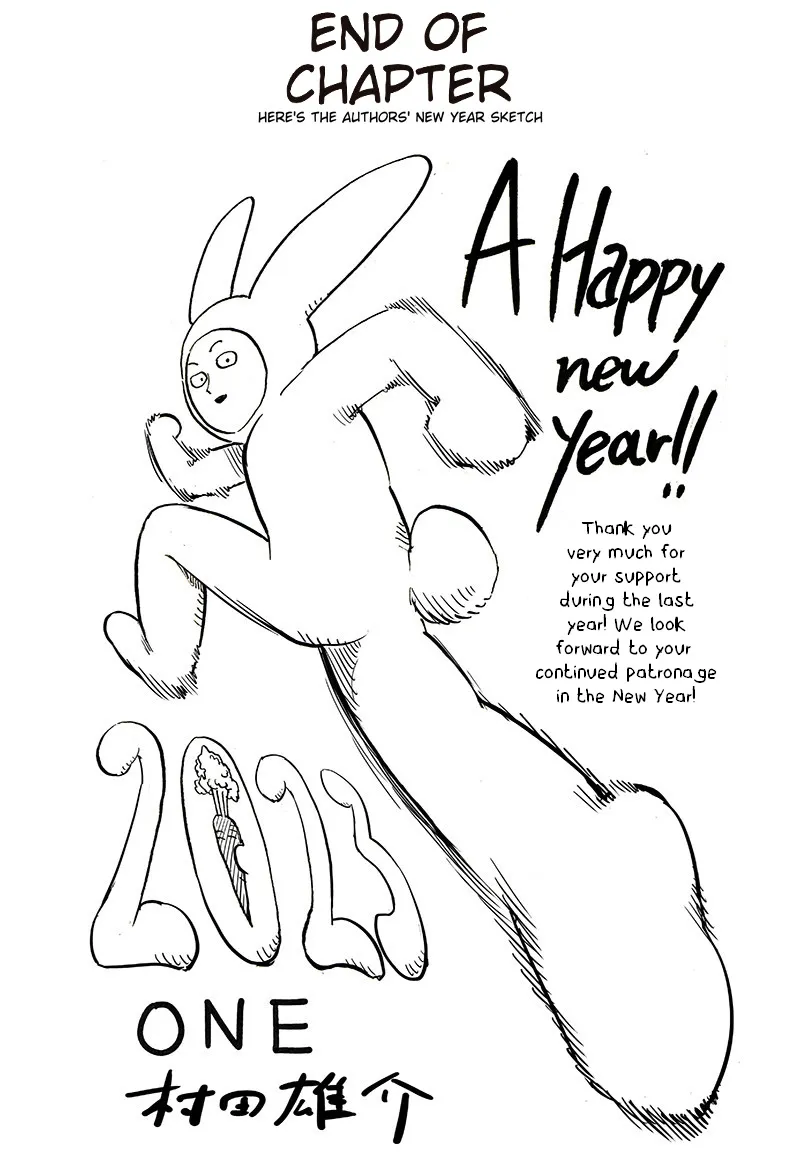 END OF
CHAPTER
HERE'S THE AUTHORS' NEW YEAR SKETCH
A Happy
new
year!!
Thank you
very much for
your support
during the last
year! We look
forward to your
continued patronage
in the New Year!
2023
ONE
村田雄介